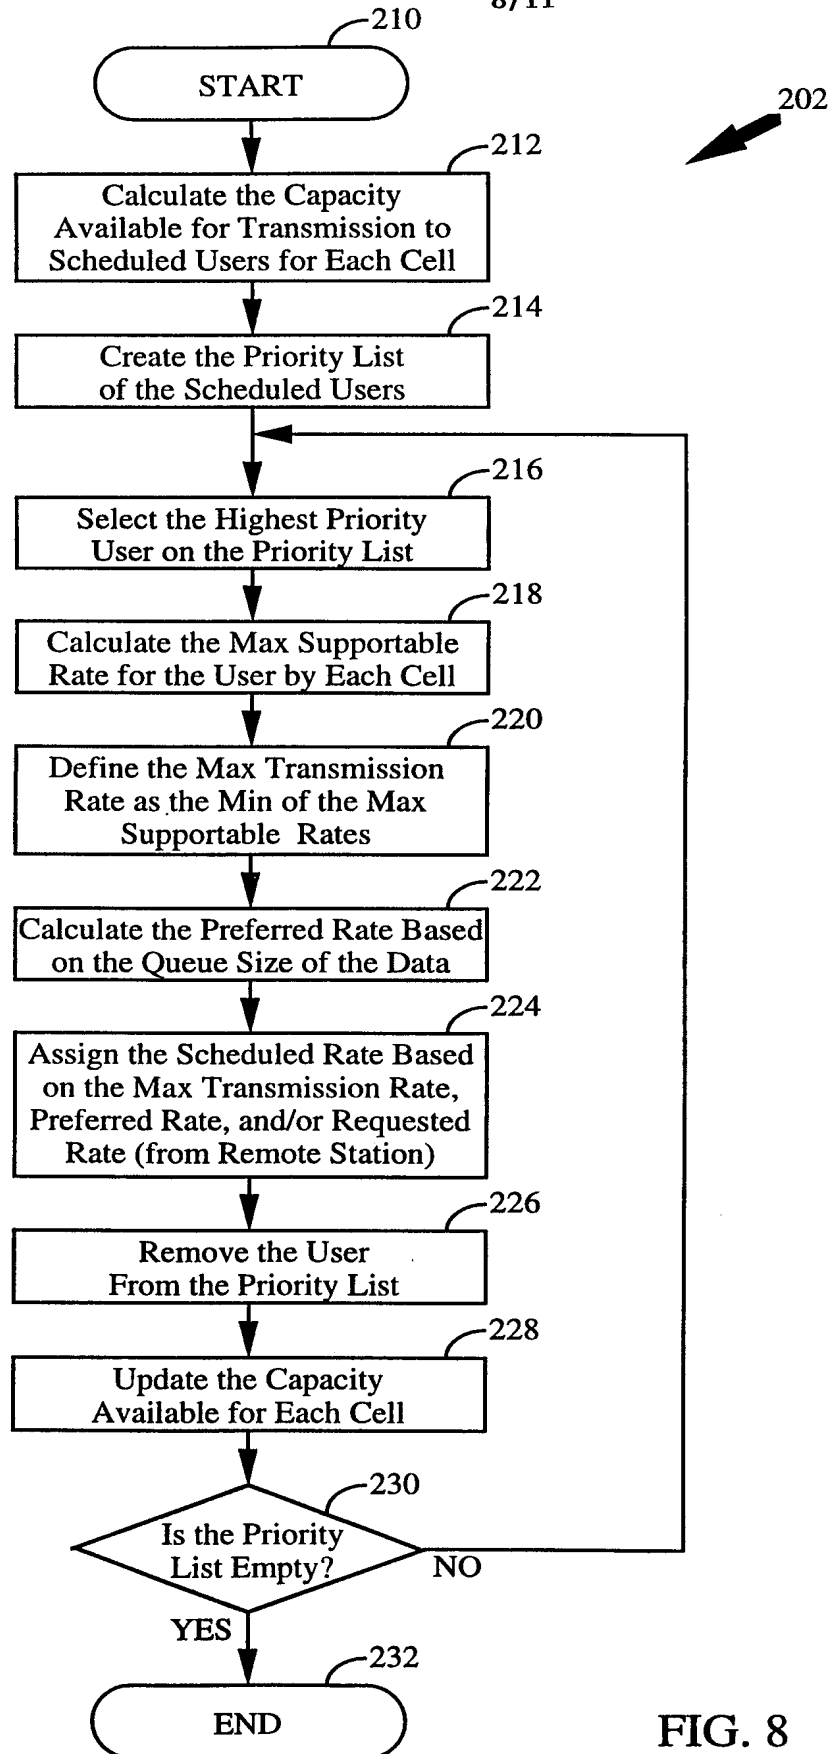 8/11
210
START
202
212
Calculate the Capacity
Available for Transmission to
Scheduled Users for Each Cell
214
Create the Priority List
of the Scheduled Users
216
Select the Highest Priority
User on the Priority List
218
Calculate the Max Supportable
Rate for the User by Each Cell
220
Define the Max Transmission
Rate as the Min of the Max
Supportable Rates
222
Calculate the Preferred Rate Based
on the Queue Size of the Data
224
Assign the Scheduled Rate Based
on the Max Transmission Rate,
Preferred Rate, and/or Requested
Rate (from Remote Station)
226
Remove the User
From the Priority List
228
Update the Capacity
Available for Each Cell
230
Is the Priority
List Empty?
NO
YES
232
END
FIG. 8